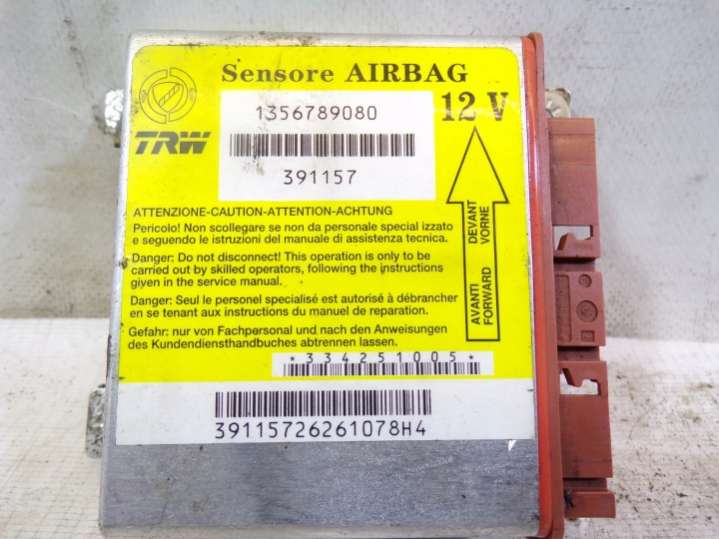 Sensore AIRBAG
TRW
1356789080
12 V
391157
AVANTI DEVANT
FORWARD VORNE
ATTENZIONE-CAUTION-ATTENTION-ACHTUNG
Pericolo! Non scollegare se non da personale special izzato
e seguendo le istruzioni del manuale di assistenza tecnica.
Danger: Do not disconnect! This operation is only to be
carried out by skilled operators, following the instructions
given in the service manual.
Danger: Seul le personel specialisé est autorisé à débrancher
en se tenant aux instructions du manuel de reparation.
Gefahr: nur von Fachpersonal und nach den Anweisungen
des Kundendiensthandbuches abtrennen lassen.
*334251005*
39115726261078H4